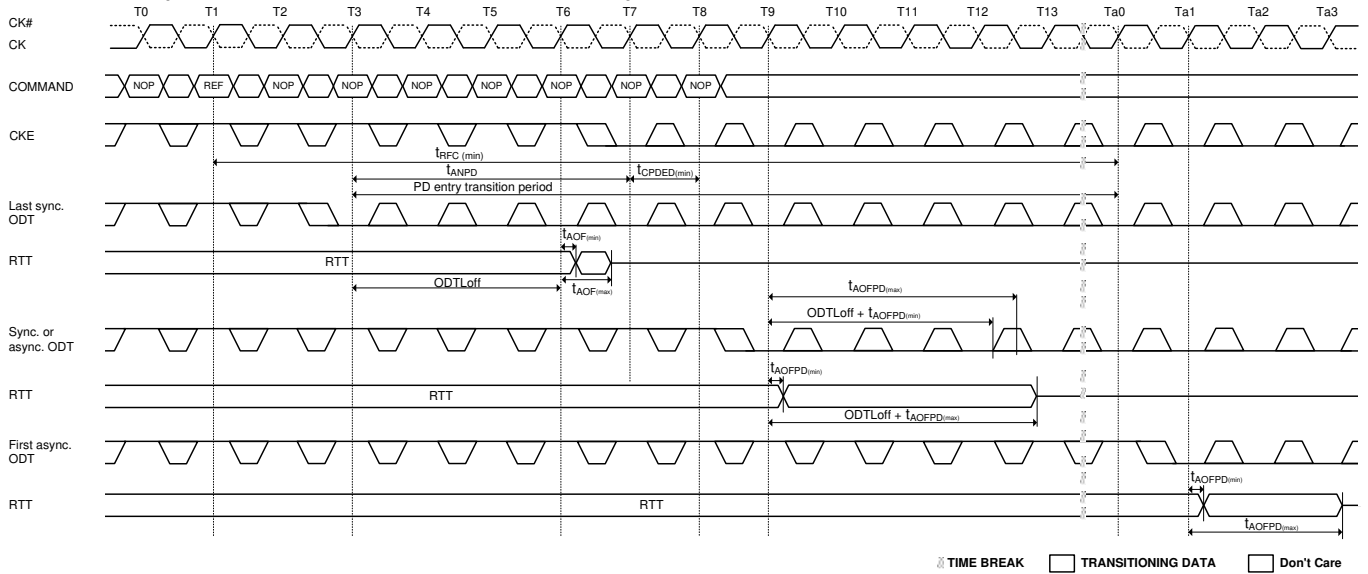 T0 T1 T2 T3 T4 T5 T6 T7 T8 T9 T10 T11 T12 T13 Ta0 Ta1 Ta2 Ta3
CK#
CK
COMMAND NOP REF NOP NOP NOP NOP NOP NOP NOP
CKE
tRFC (min)
tANPD tCPDED(min)
PD entry transition period
Last sync.
ODT
tAOF(min)
RTT RTT
ODTLoff tAOF(max)
tAOFPD(max)
ODTLoff + tAOFPD(min)
Sync. or
async. ODT
tAOFPD(min)
RTT RTT
ODTLoff + tAOFPD(max)
First async.
ODT
tAOFPD(min)
RTT RTT
tAOFPD(max)
TIME BREAK TRANSITIONING DATA Don't Care